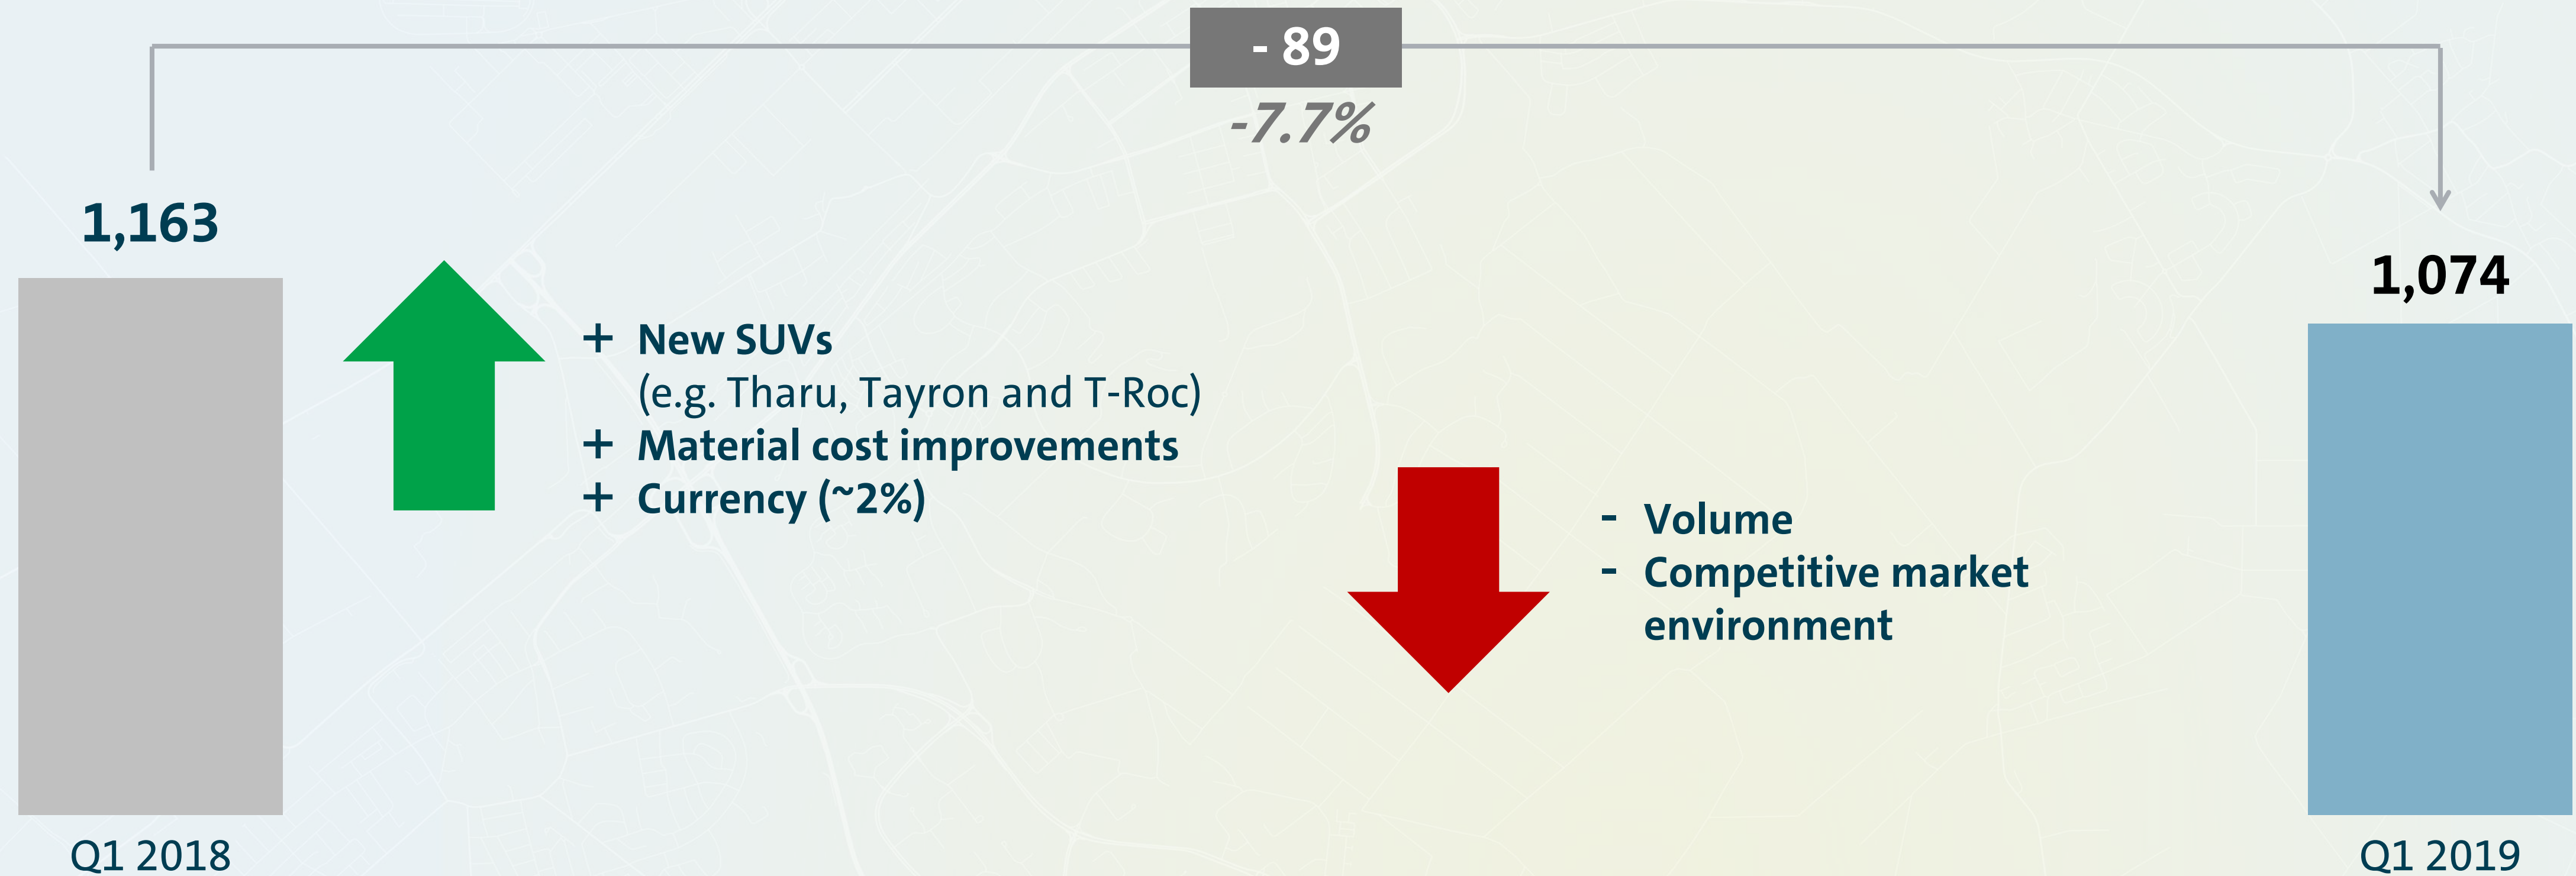 - 89
-7.7%
1,163
1,074
+ New SUVs
(e.g. Tharu, Tayron and T-Roc)
+ Material cost improvements
+ Currency (~2%)
- Volume
- Competitive market
environment
Q1 2018
Q1 2019